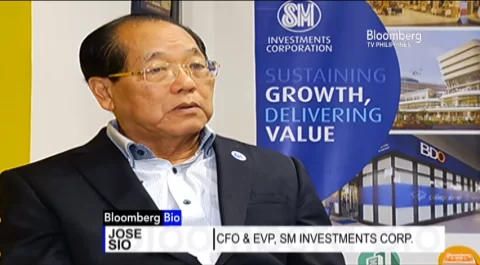 SM
INVESTMENTS
CORPORATION
Bloomberg
TV PHILIPPINES
SUSTAINING
GROWTH,
DELIVERING
VALUE
BDO
Bloomberg Bio
JOSE
SIO
CFO & EVP, SM INVESTMENTS CORP.